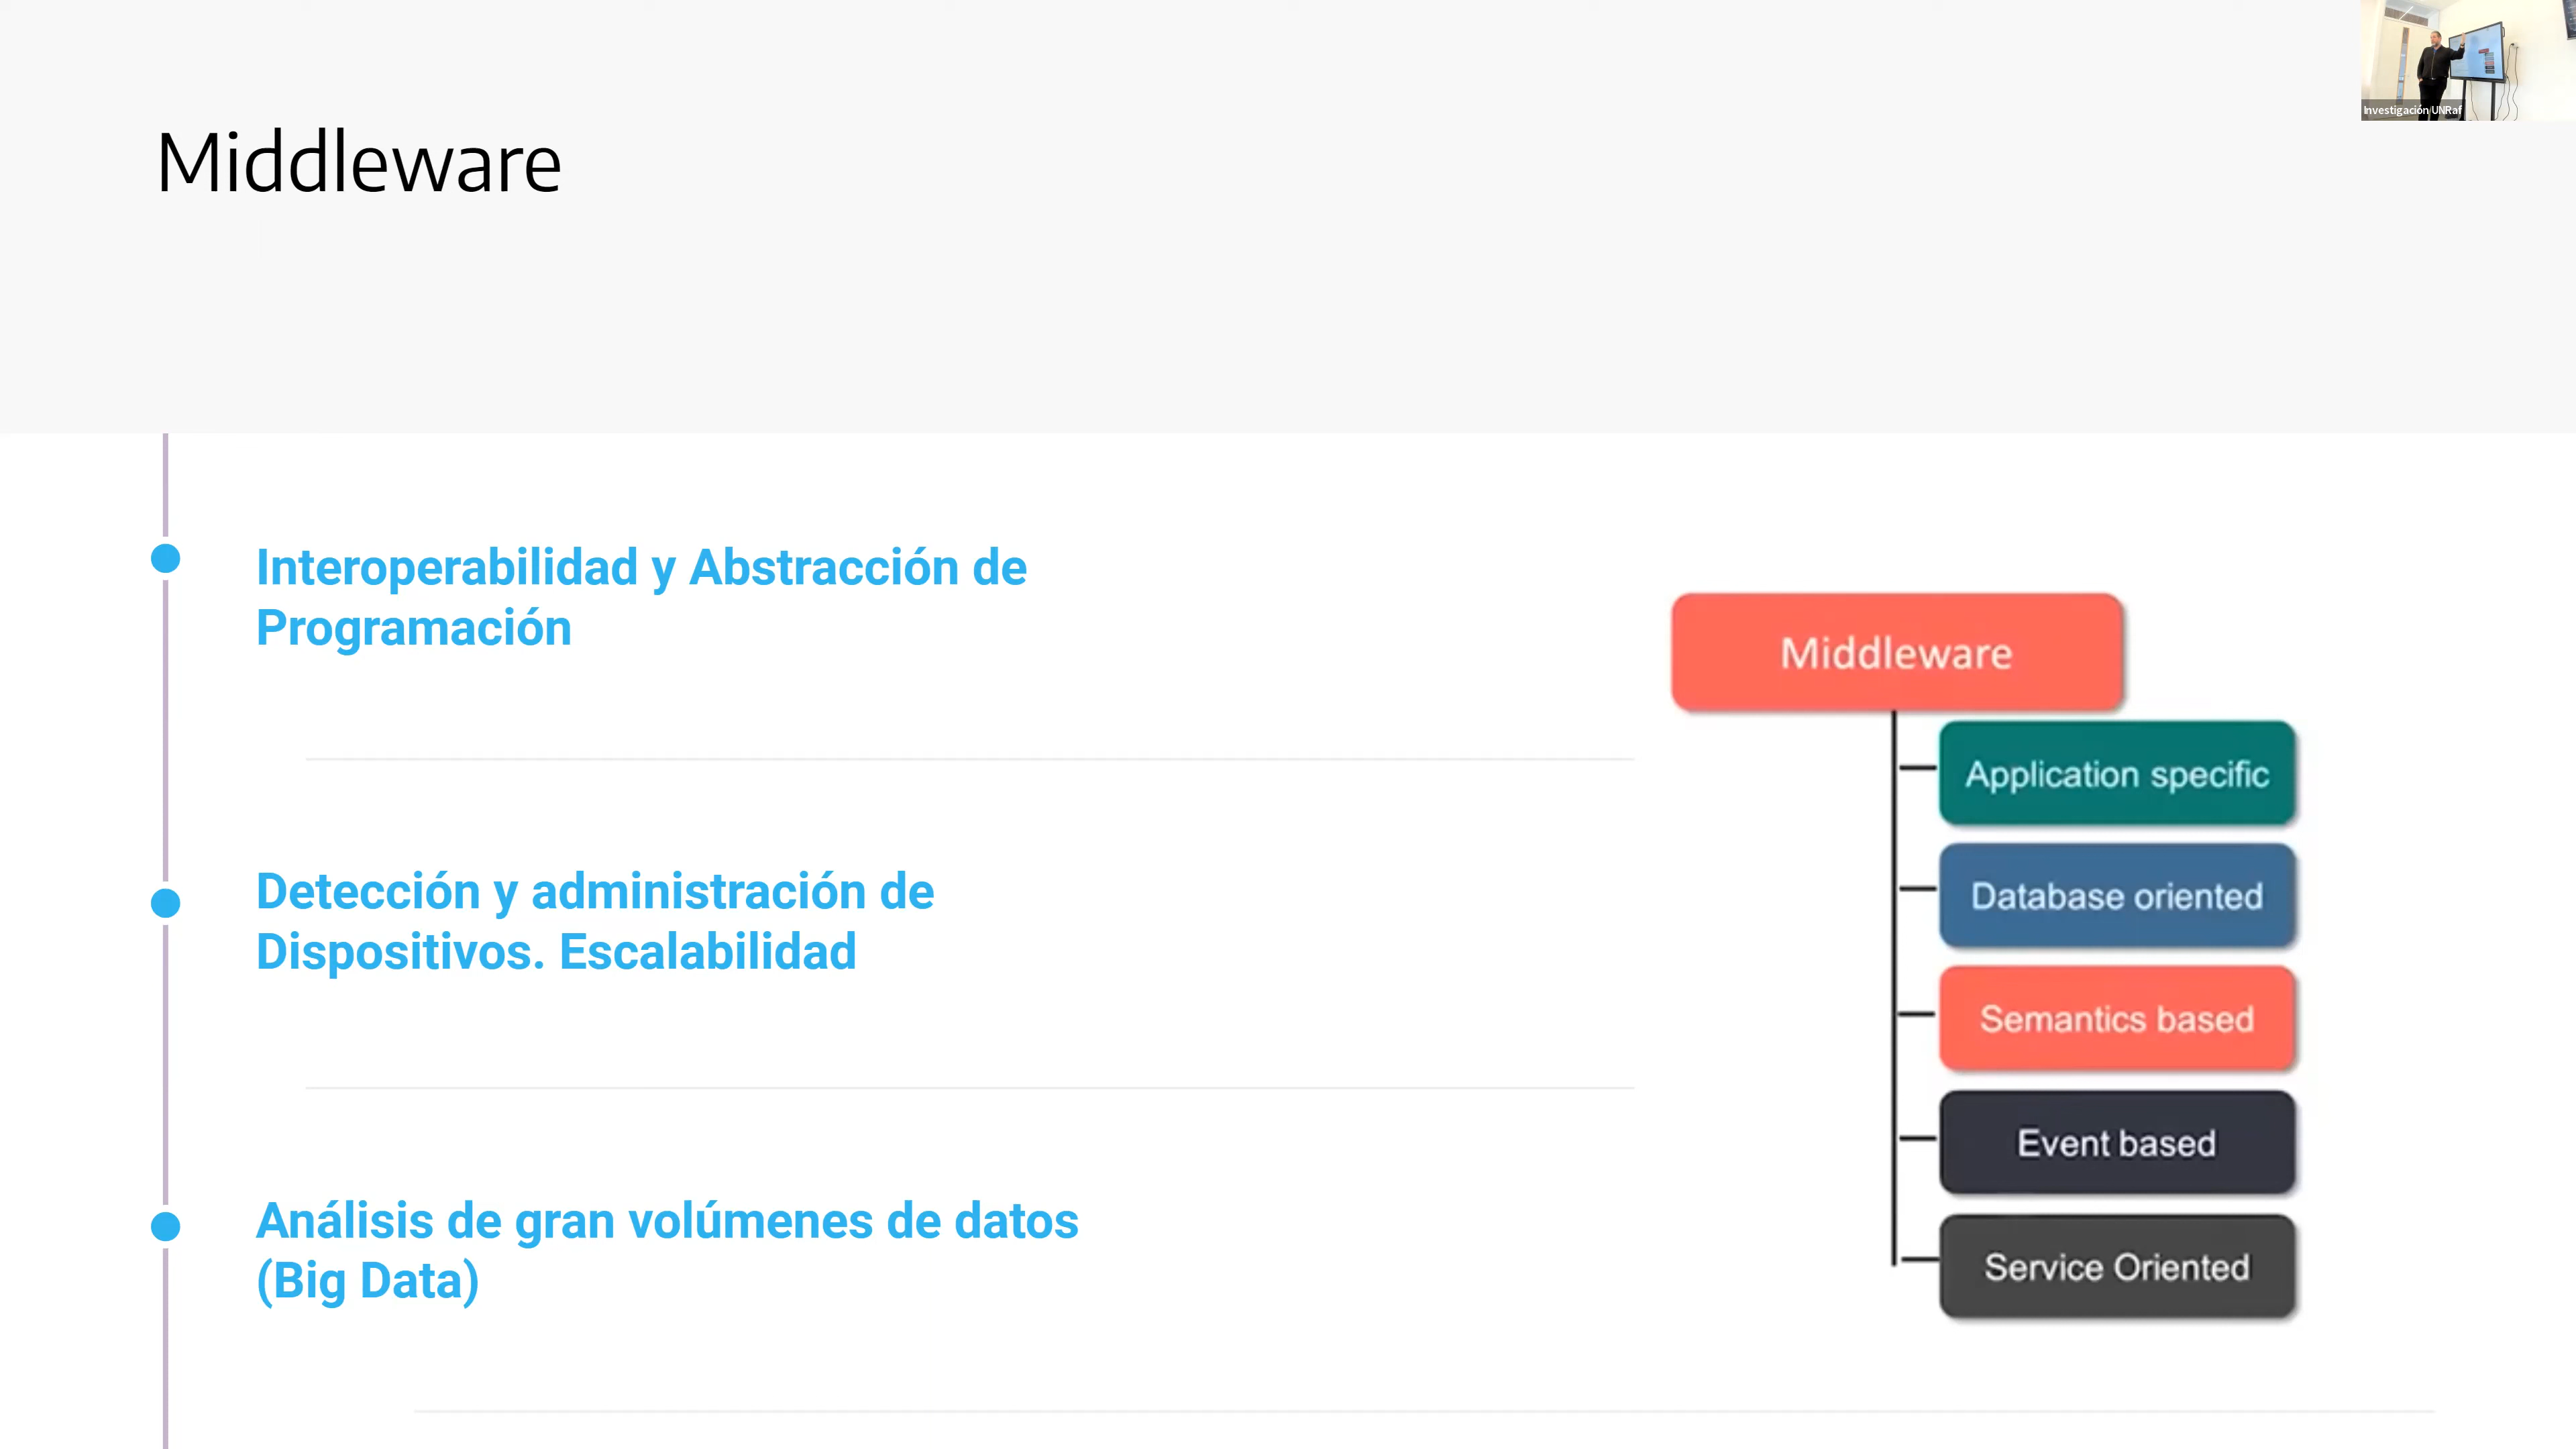 Middleware
Investigación UNRaf
Interoperabilidad y Abstracción de
Programación
Detección y administración de
Dispositivos. Escalabilidad
Análisis de gran volúmenes de datos
(Big Data)
Middleware
Application specific
Database oriented
Semantics based
Event based
Service Oriented